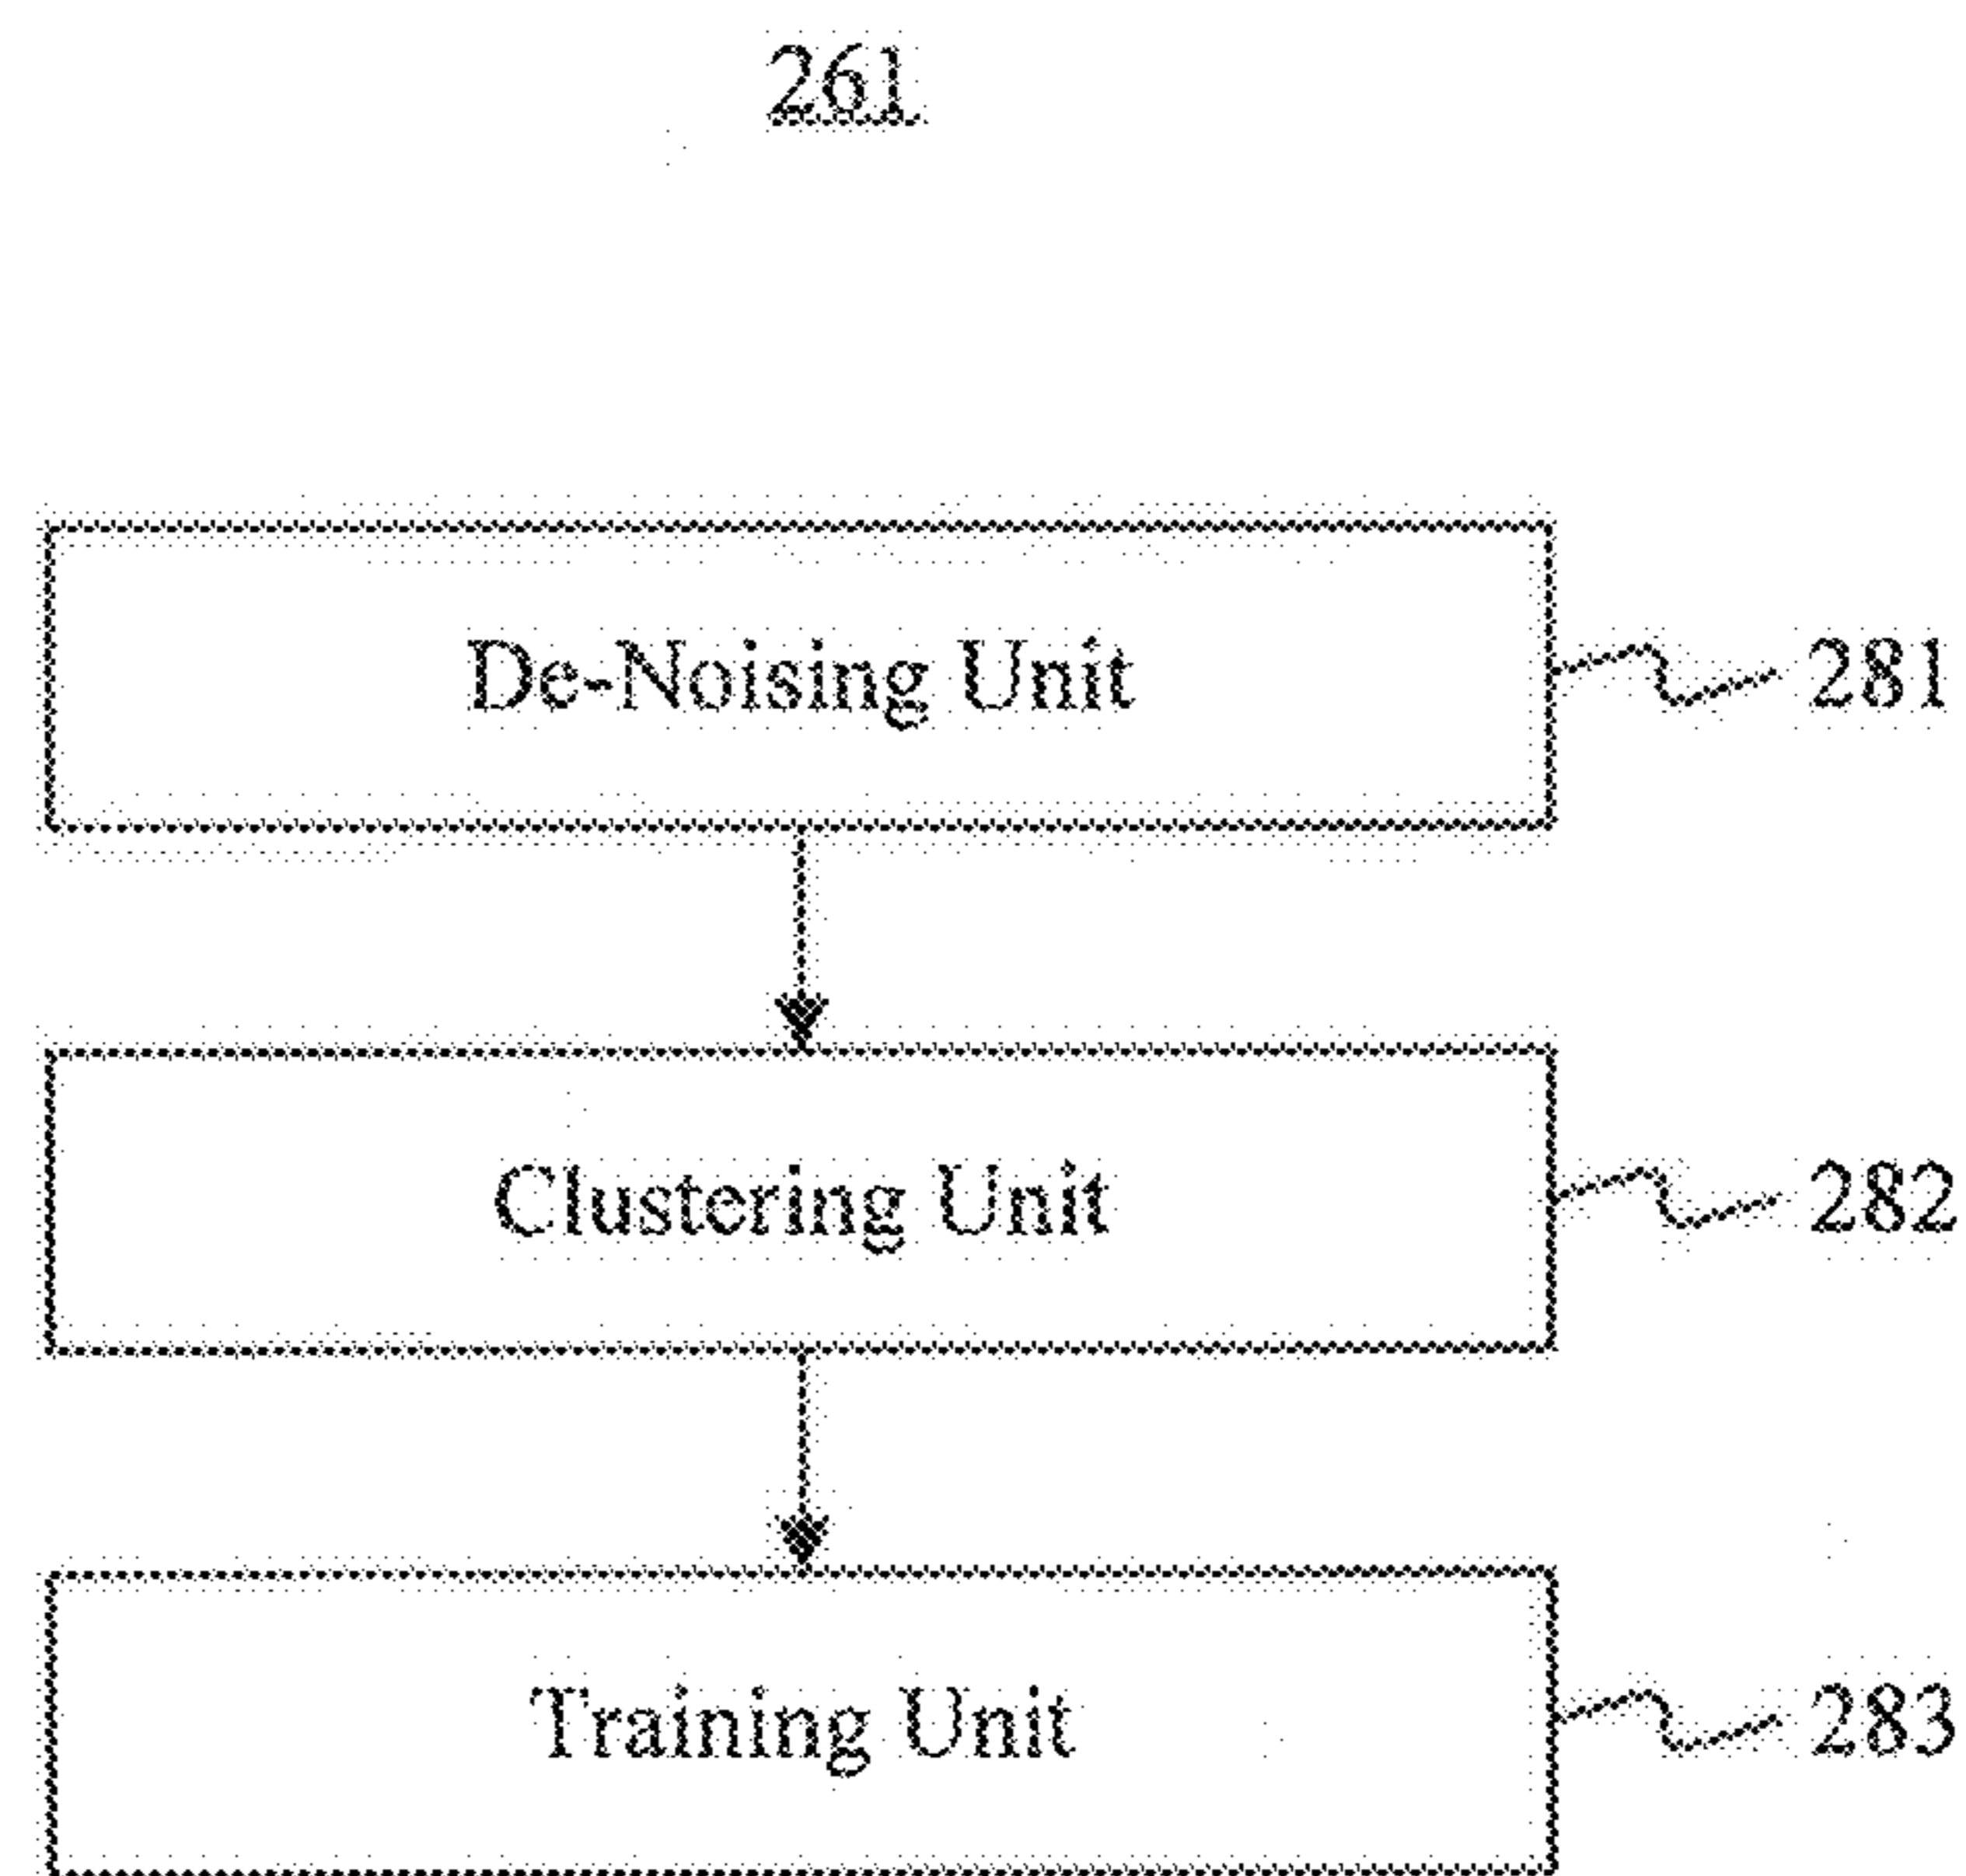 261
De-Noising Unit
281
Clustering Unit
282
Training Unit
283